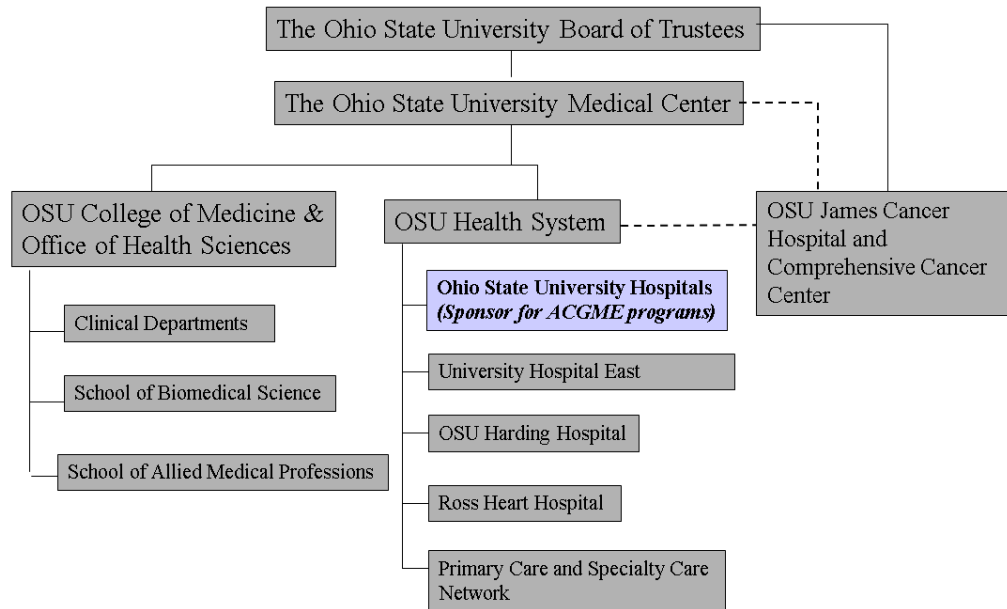 The Ohio State University Board of Trustees
The Ohio State University Medical Center
OSU College of Medicine &
Office of Health Sciences
OSU Health System
OSU James Cancer
Hospital and
Comprehensive Cancer
Center
Clinical Departments
School of Biomedical Science
School of Allied Medical Professions
Ohio State University Hospitals
(Sponsor for ACGME programs)
University Hospital East
OSU Harding Hospital
Ross Heart Hospital
Primary Care and Specialty Care
Network